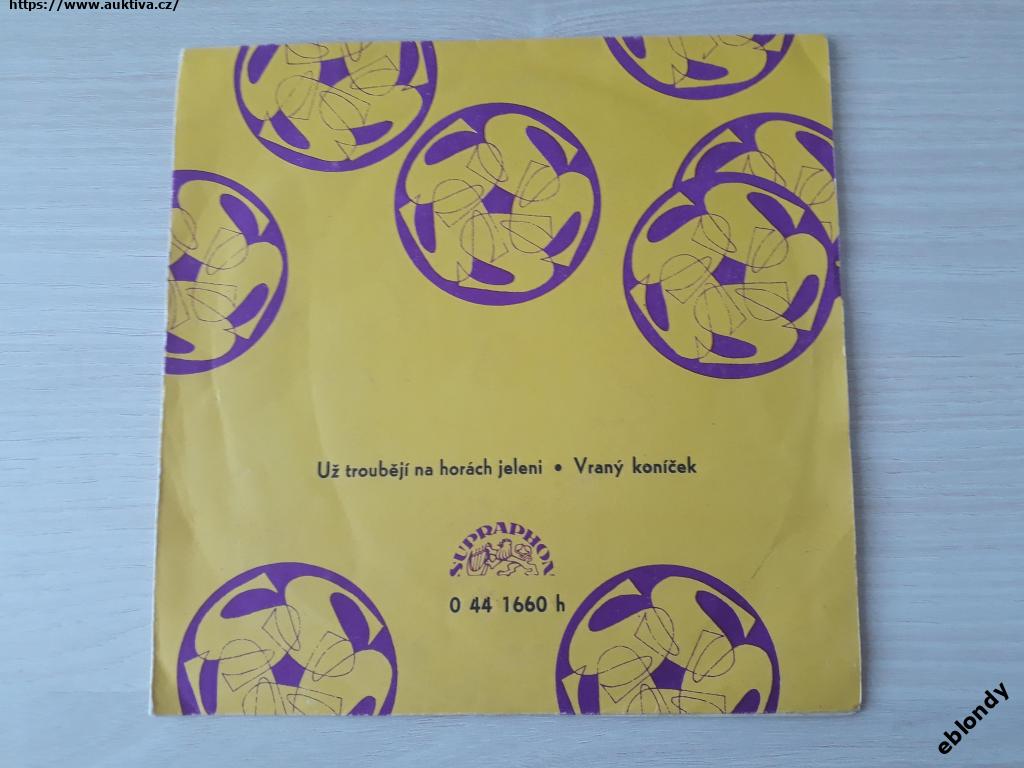 https://www.auktiva.cz/
Už troubějí na horách jeleni • Vraný koníček
SUPRAPHON
0 44 1660 h
eblondy